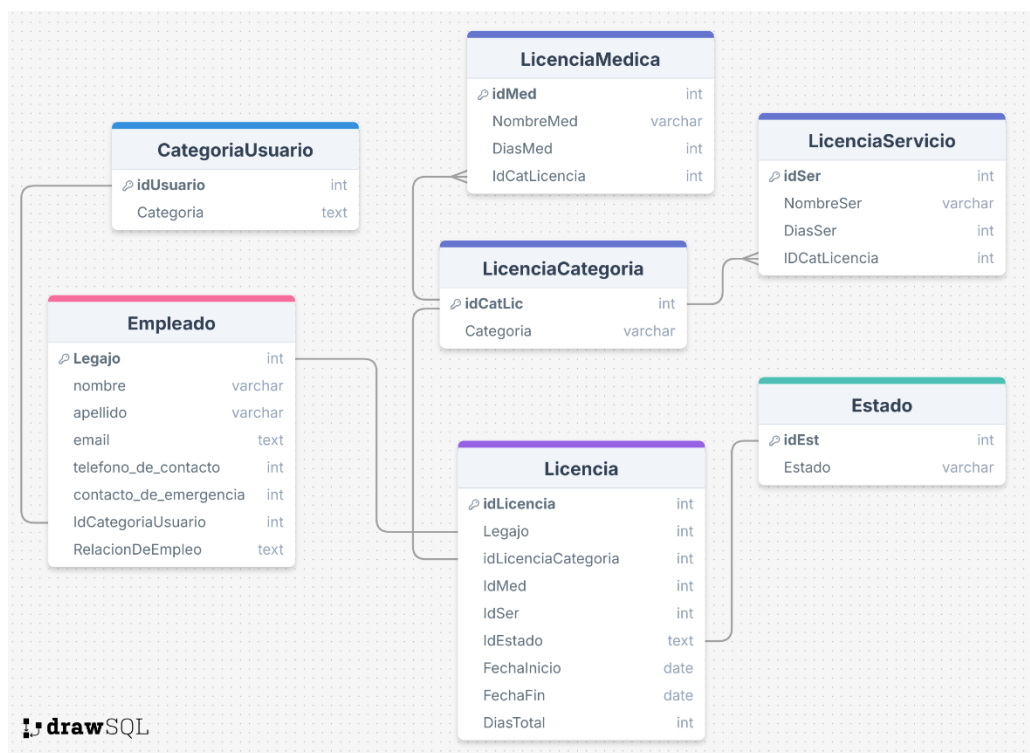 LicenciaMedica
idMed int
NombreMed varchar
DiasMed int
IdCatLicencia int
CategoriaUsuario
idUsuario int
Categoria text
LicenciaServicio
idSer int
NombreSer varchar
DiasSer int
IDCatLicencia int
LicenciaCategoria
idCatLic int
Categoria varchar
Empleado
Legajo int
nombre varchar
apellido varchar
email text
telefono_de_contacto int
contacto_de_emergencia int
IdCategoriaUsuario int
RelacionDeEmpleo text
Estado
idEst int
Estado varchar
Licencia
idLicencia int
Legajo int
idLicenciaCategoria int
IdMed int
IdSer int
IdEstado text
FechaInicio date
FechaFin date
DiasTotal int
drawSQL